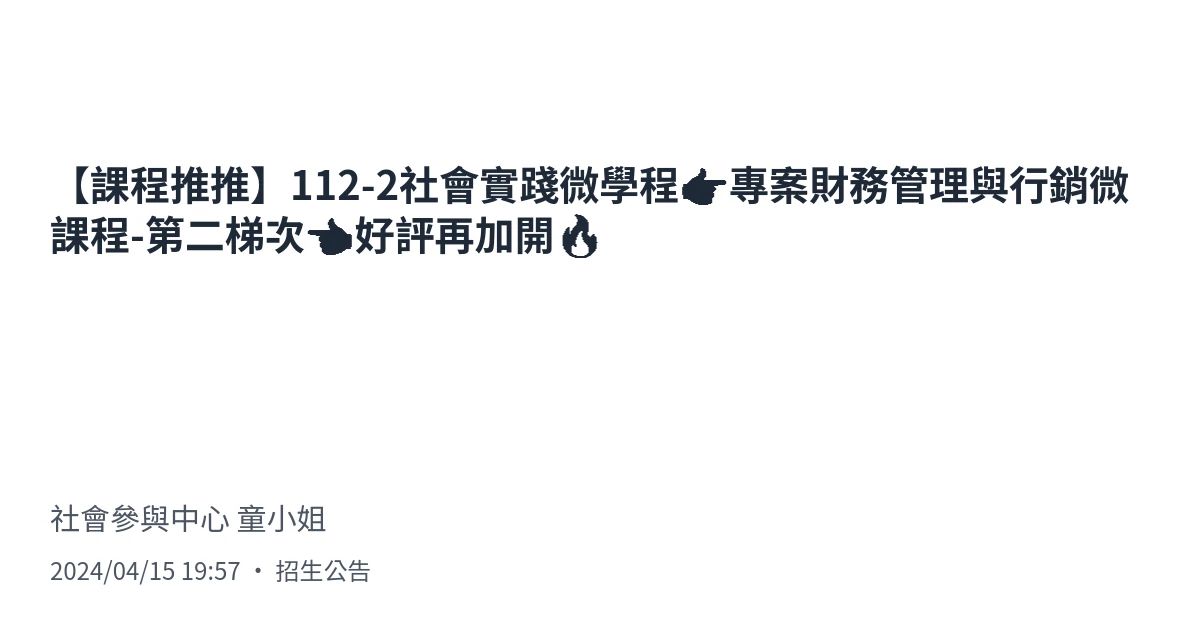 【課程推推】112-2社會實踐微學程👉專案財務管理與行銷微
課程-第二梯次👈好評再加開🔥
社會參與中心 童小姐
2024/04/15 19:57 · 招生公告